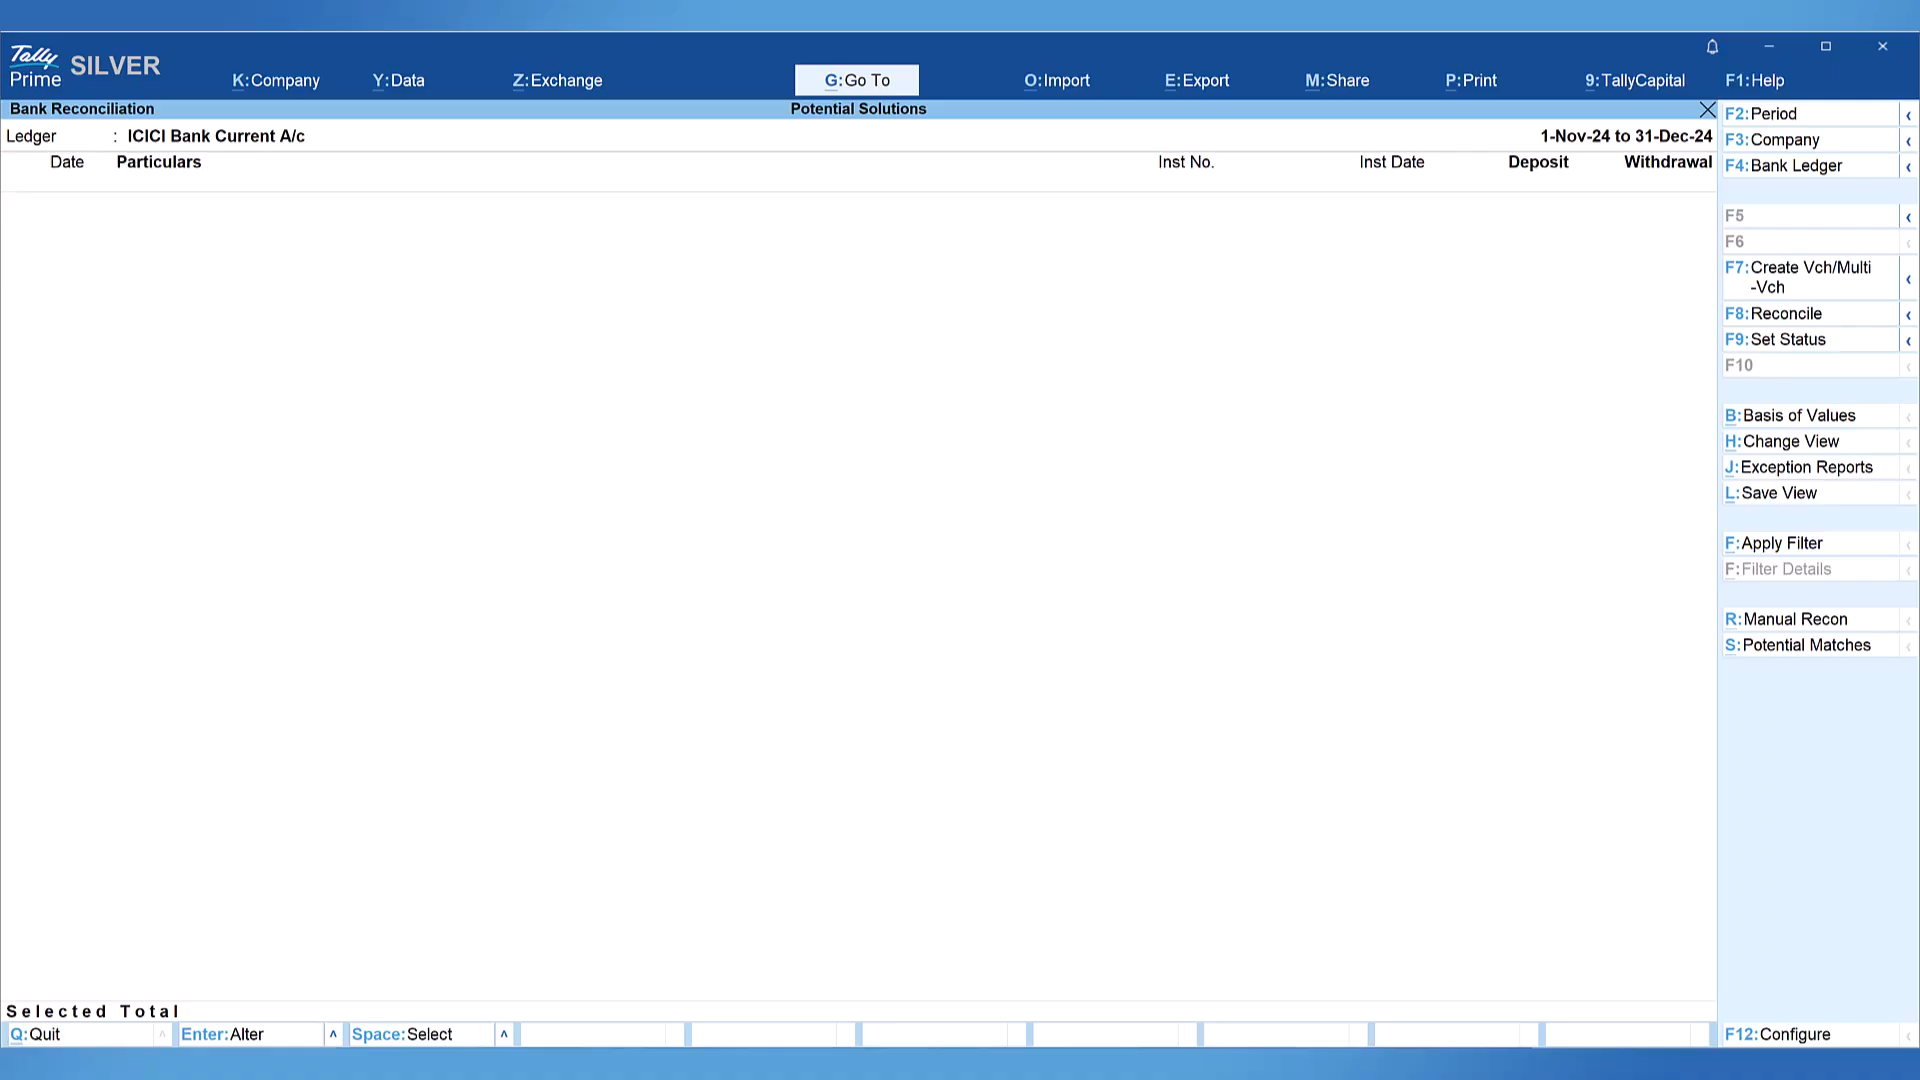 Tally
Prime
SILVER
K:Company
Y:Data
Z:Exchange
G:Go To
O:Import
E:Export
M:Share
P:Print
9:TallyCapital
F1:Help
Bank Reconciliation
Potential Solutions
Ledger : ICICI Bank Current A/c
1-Nov-24 to 31-Dec-24
Date Particulars Inst No. Inst Date Deposit Withdrawal
F2:Period
F3:Company
F4:Bank Ledger
F5
F6
F7:Create Vch/Multi
-Vch
F8:Reconcile
F9:Set Status
F10
B:Basis of Values
H:Change View
J:Exception Reports
L:Save View
F:Apply Filter
F:Filter Details
R:Manual Recon
S:Potential Matches
Selected Total
Q:Quit
Enter:Alter
Space:Select
F12:Configure